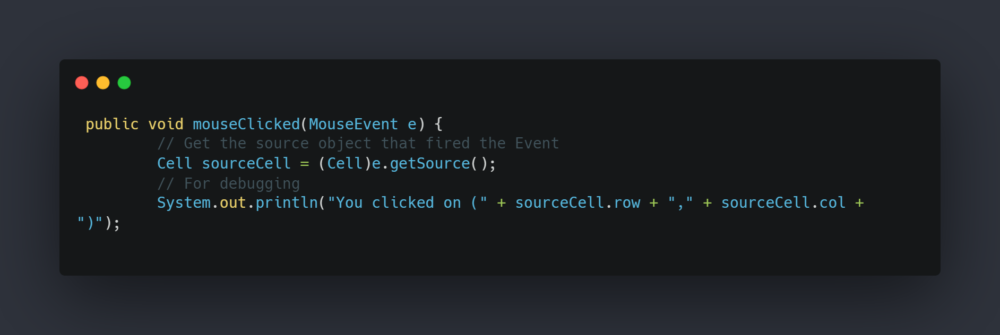 public void mouseClicked(MouseEvent e) {
// Get the source object that fired the Event
Cell sourceCell = (Cell)e.getSource();
// For debugging
System.out.println("You clicked on (" + sourceCell.row + "," + sourceCell.col +
")");